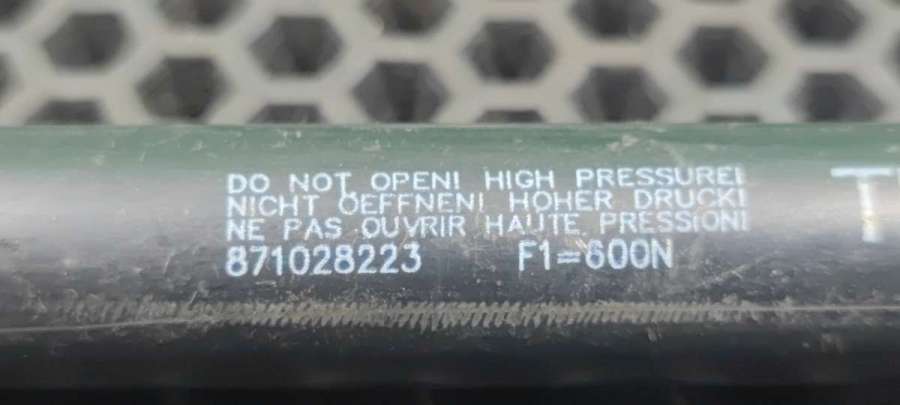 DO NOT OPEN! HIGH PRESSURE!
NICHT OEFFNEN! HOHER DRUCK!
NE PAS OUVRIR HAUTE PRESSION!
871028223 F1=600N